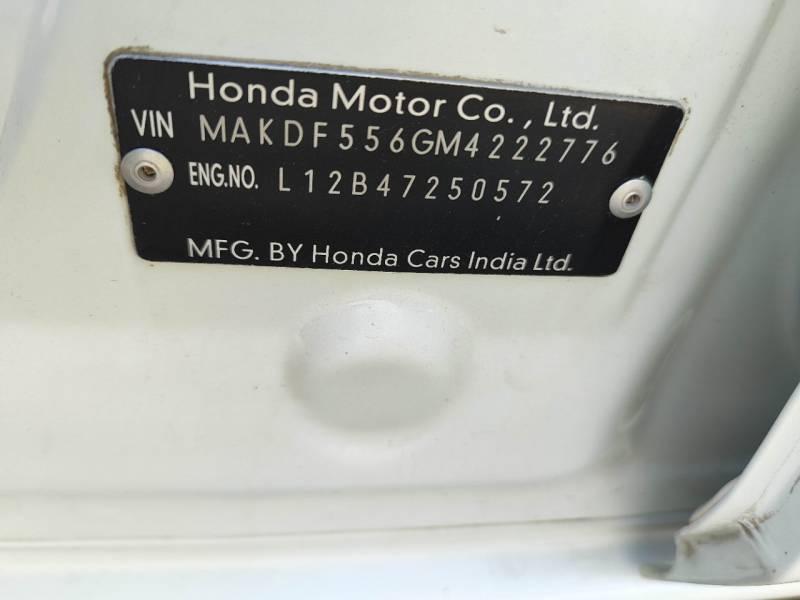 Honda Motor Co., Ltd.
VIN MAKDF556GM4222776
ENG.NO. L12B47250572
MFG. BY Honda Cars India Ltd.